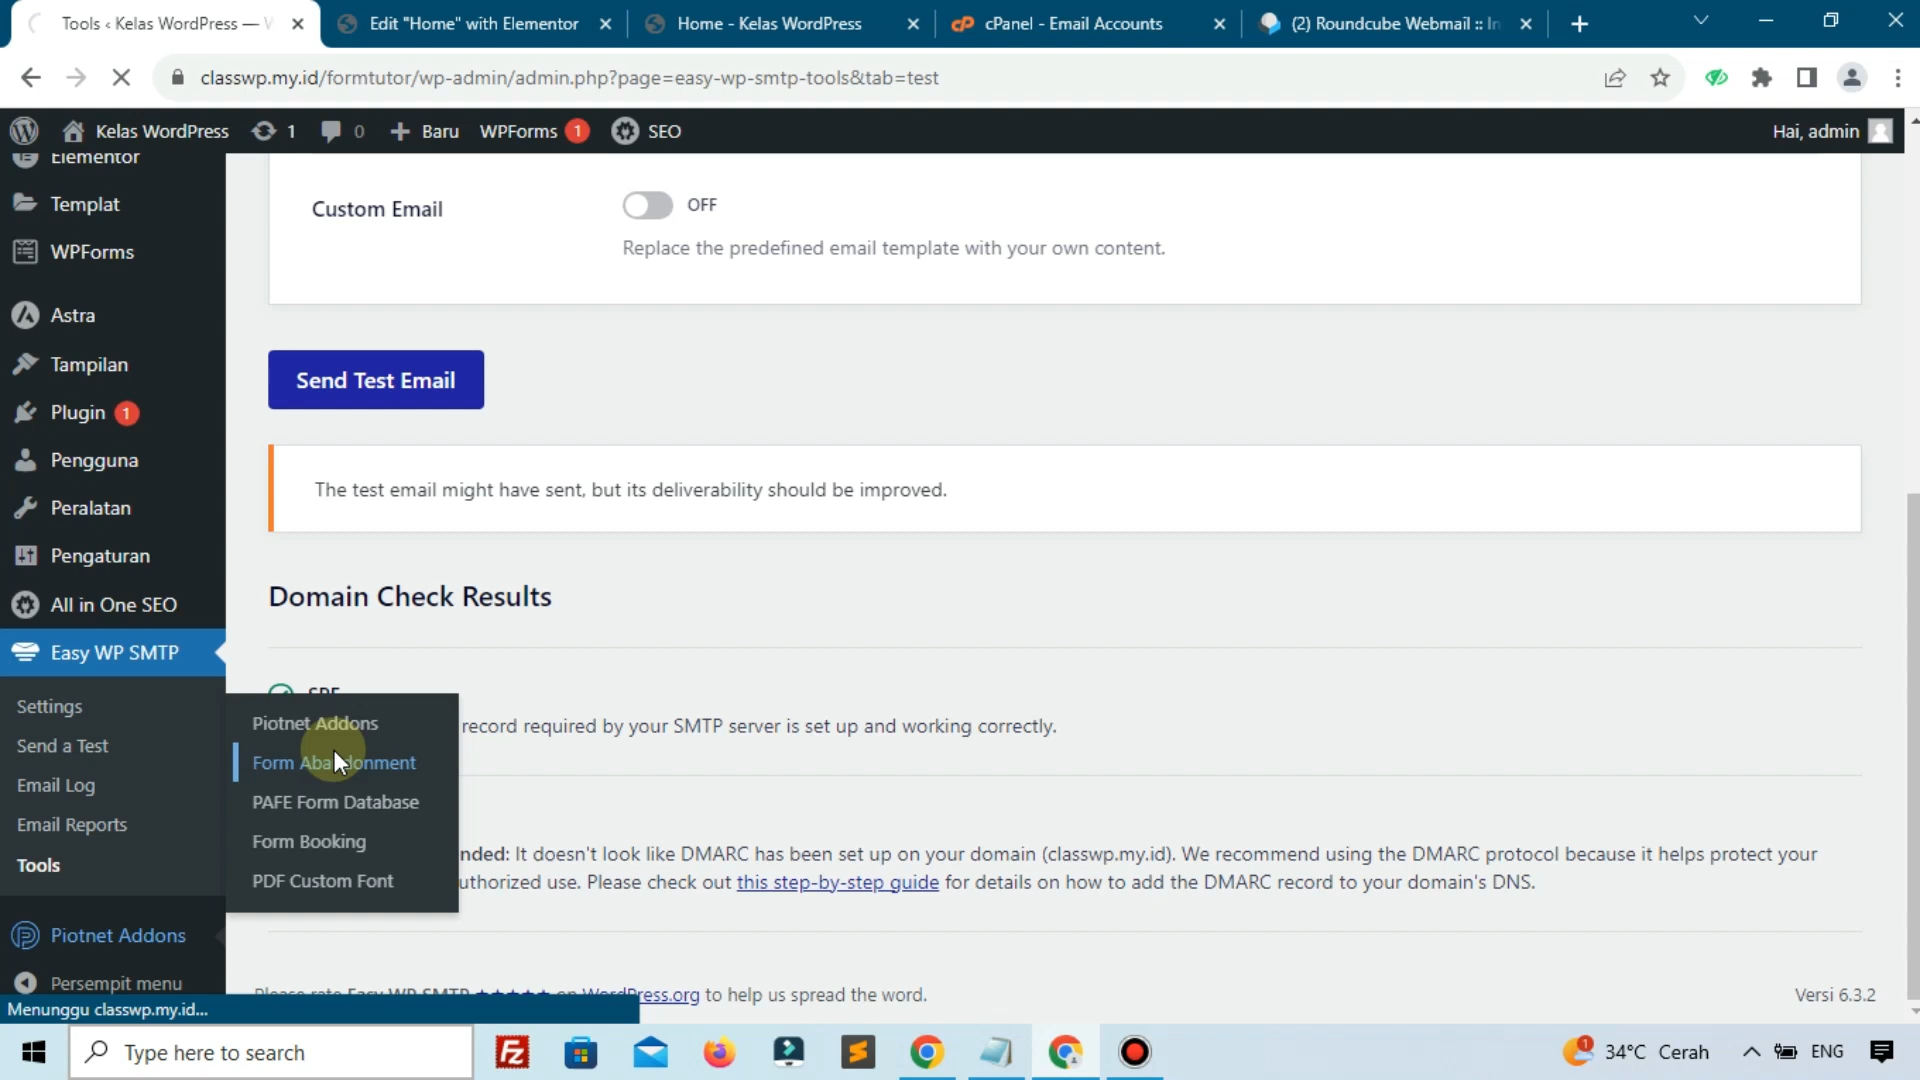 Tools ‹ Kelas WordPress —
Edit "Home" with Elementor
Home - Kelas WordPress
cPanel - Email Accounts
(2) Roundcube Webmail :: In
classwp.my.id/formtutor/wp-admin/admin.php?page=easy-wp-smtp-tools&tab=test
Kelas WordPress
1
0
Baru
WPForms 1
SEO
Hai, admin
Elementor
Templat
WPForms
Astra
Tampilan
Plugin 1
Pengguna
Peralatan
Pengaturan
All in One SEO
Easy WP SMTP
Settings
Send a Test
Email Log
Email Reports
Tools
Piotnet Addons
Persempit menu
Piotnet Addons
Form Abandonment
PAFE Form Database
Form Booking
PDF Custom Font
Custom Email
OFF
Replace the predefined email template with your own content.
Send Test Email
The test email might have sent, but its deliverability should be improved.
Domain Check Results
SPF
record required by your SMTP server is set up and working correctly.
nded: It doesn't look like DMARC has been set up on your domain (classwp.my.id). We recommend using the DMARC protocol because it helps protect your
uthorized use. Please check out this step-by-step guide for details on how to add the DMARC record to your domain's DNS.
Please rate Easy WP SMTP ★★★★★ on WordPress.org to help us spread the word.
Versi 6.3.2
Menunggu classwp.my.id...
Type here to search
1
34°C Cerah
ENG